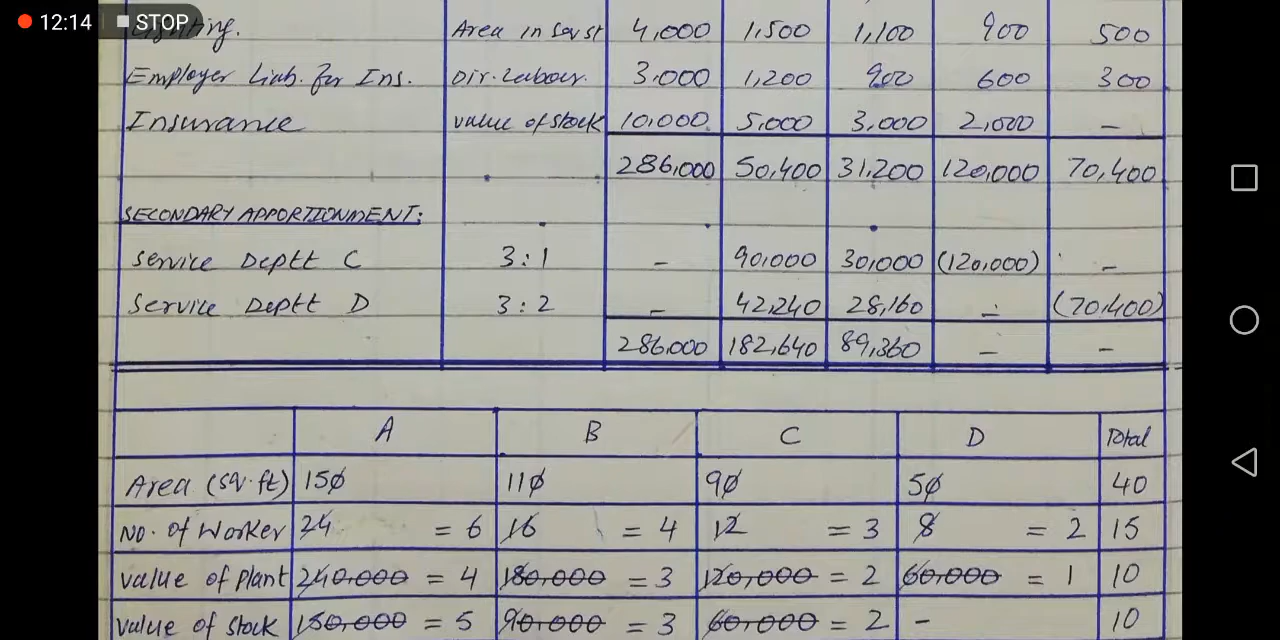 12:14 STOP
Lighting. Area in Sqr st 4,000 1,500 1,100 900 500
Employer Liab. for Ins. Dir. Labour. 3,000 1,200 900 600 300
Insurance value of stock 10,000 5,000 3,000 2,000 –
286,000 50,400 31,200 120,000 70,400
SECONDARY APPORTIONMENT:
Service Deptt C 3:1 – 90,000 30,000 (120,000) –
Service Deptt D 3:2 – 42,240 28,160 – (70,400)
286,000 182,640 89,360 – –
A B C D Total
Area (sq.ft) 150 110 90 50 40
No. of Worker 24 = 6 16 = 4 12 = 3 8 = 2 15
value of plant 240,000 = 4 180,000 = 3 120,000 = 2 60,000 = 1 10
value of stock 150,000 = 5 90,000 = 3 60,000 = 2 – 10